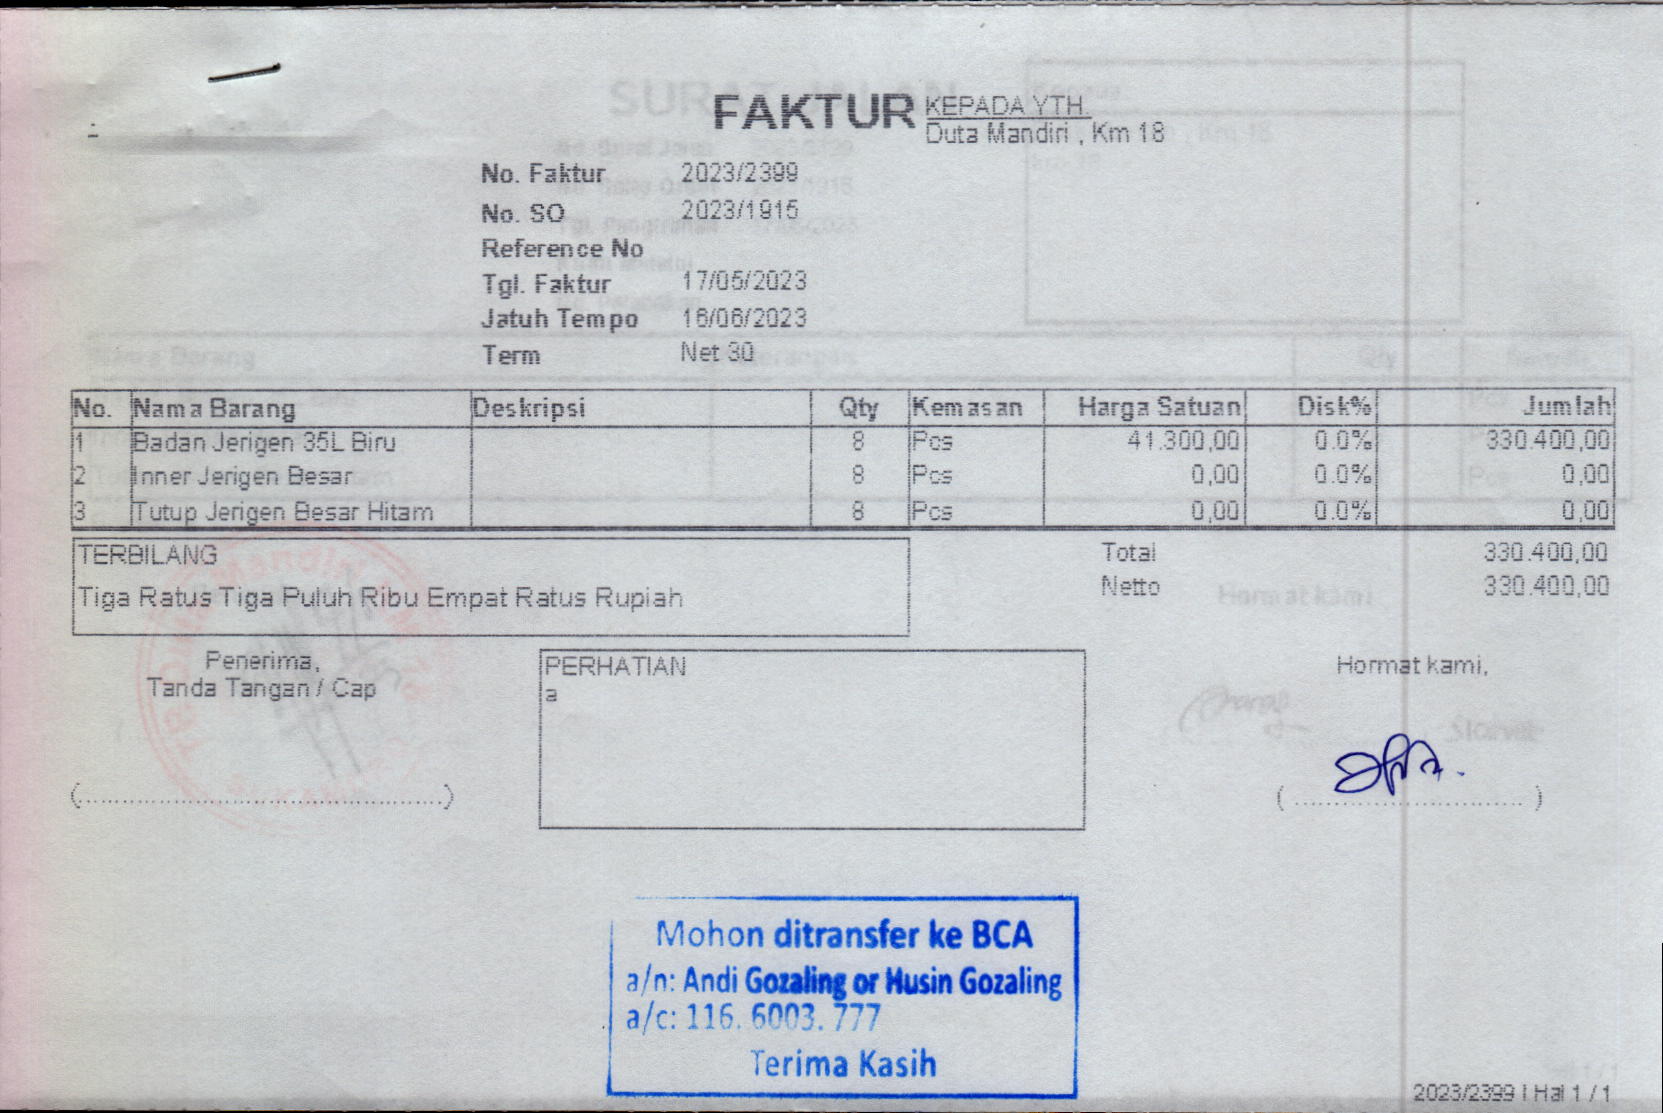 FAKTUR
KEPADA YTH.
Duta Mandiri , Km 18
No. Faktur 2023/2399
No. SO 2023/1915
Reference No
Tgl. Faktur 17/05/2023
Jatuh Tempo 16/06/2023
Term Net 30
No. Nama Barang Deskripsi Qty Kemasan Harga Satuan Disk% Jumlah
1 Badan Jerigen 35L Biru 8 Pcs 41.300,00 0.0% 330.400,00
2 Inner Jerigen Besar 8 Pcs 0,00 0.0% 0,00
3 Tutup Jerigen Besar Hitam 8 Pcs 0,00 0.0% 0,00
TERBILANG
Tiga Ratus Tiga Puluh Ribu Empat Ratus Rupiah
Total 330.400,00
Netto 330.400,00
Penerima,
Tanda Tangan / Cap
PERHATIAN
a
Hormat kami,
Hormat kami
(........................................)
( ........................... )
Mohon ditransfer ke BCA
a/n: Andi Gozaling or Husin Gozaling
a/c: 116. 6003. 777
Terima Kasih
2023/2399 | Hal 1 / 1